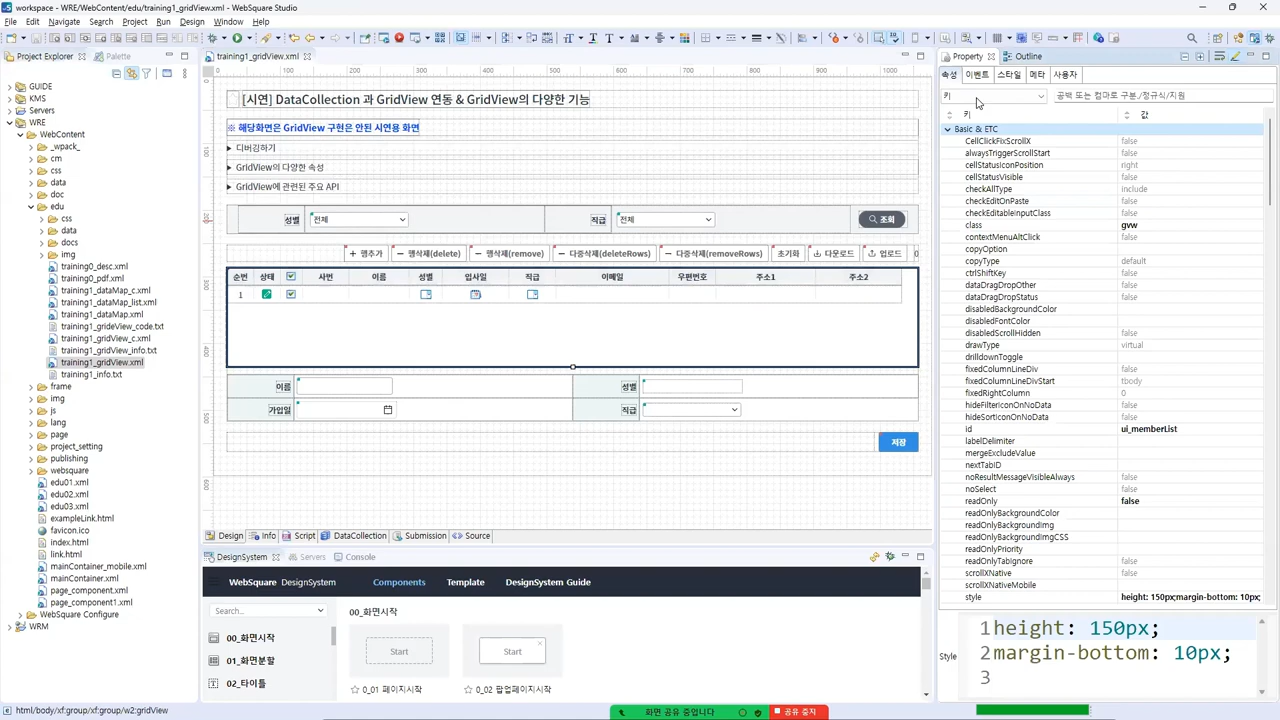 workspace - WRE/WebContent/edu/training1_gridView.xml - WebSquare Studio
File Edit Navigate Search Project Run Design Window Help
Project Explorer Palette
GUIDE
KMS
Servers
WRE
WebContent
_wpack_
cm
css
data
doc
edu
css
data
docs
img
training0_desc.xml
training0_pdf.xml
training1_dataMap_c.xml
training1_dataMap_list.xml
training1_dataMap.xml
training1_grideView_code.txt
training1_gridView_c.xml
training1_gridView_info.txt
training1_gridView.xml
training1_info.txt
frame
img
js
lang
page
project_setting
publishing
websquare
edu01.xml
edu02.xml
edu03.xml
exampleLink.html
favicon.ico
index.html
link.html
mainContainer_mobile.xml
mainContainer.xml
page_component.xml
page_component1.xml
WebSquare Configure
WRM
training1_gridView.xml
0 100 200 300 400 500 600 700 800 900 1000
100
200
300
400
500
600
[시연] DataCollection 과 GridView 연동 & GridView의 다양한 기능
※ 해당화면은 GridView 구현은 안된 시연용 화면
▶ 디버깅하기
▶ GridView의 다양한 속성
▶ GridView에 관련된 주요 API
성별 전체 직급 전체 조회
행추가 행삭제(delete) 행삭제(remove) 다중삭제(deleteRows) 다중삭제(removeRows) 초기화 다운로드 업로드
순번 상태 사번 이름 성별 입사일 직급 이메일 우편번호 주소1 주소2
1
이름 성별
가입일 직급
저장
Design Info Script DataCollection Submission Source
DesignSystem Servers Console
WebSquare DesignSystem Components Template DesignSystem Guide
Search...
00_화면시작
01_화면분할
02_타이틀
00_화면시작
Start Start
☆ 0_01 페이지시작 ☆ 0_02 팝업페이지시작
Property Outline
속성 이벤트 스타일 메타 사용자
키 공백 또는 컴마로 구분./정규식/지원
키 값
Basic & ETC
CellClickFixScrollX false
alwaysTriggerScrollStart false
cellStatusIconPosition right
cellStatusVisible false
checkAllType include
checkEditOnPaste false
checkEditableInputClass false
class gvw
contextMenuAltClick false
copyOption
copyType default
ctrlShiftKey false
dataDragDropOther false
dataDragDropStatus false
disabledBackgroundColor
disabledFontColor
disabledScrollHidden false
drawType virtual
drilldownToggle
fixedColumnLineDiv false
fixedColumnLineDivStart tbody
fixedRightColumn 0
hideFilterIconOnNoData false
hideSortIconOnNoData false
id ui_memberList
labelDelimiter
mergeExcludeValue
nextTabID
noResultMessageVisibleAlways false
noSelect false
readOnly false
readOnlyBackgroundColor
readOnlyBackgroundImg
readOnlyBackgroundImgCSS
readOnlyPriority
readOnlyTabIgnore false
scrollXNative false
scrollXNativeMobile
style height: 150px;margin-bottom: 10px;
Style
1 height: 150px;
2 margin-bottom: 10px;
3
html/body/xf:group/xf:group/w2:gridView
화면 공유 중입니다 공유 중지